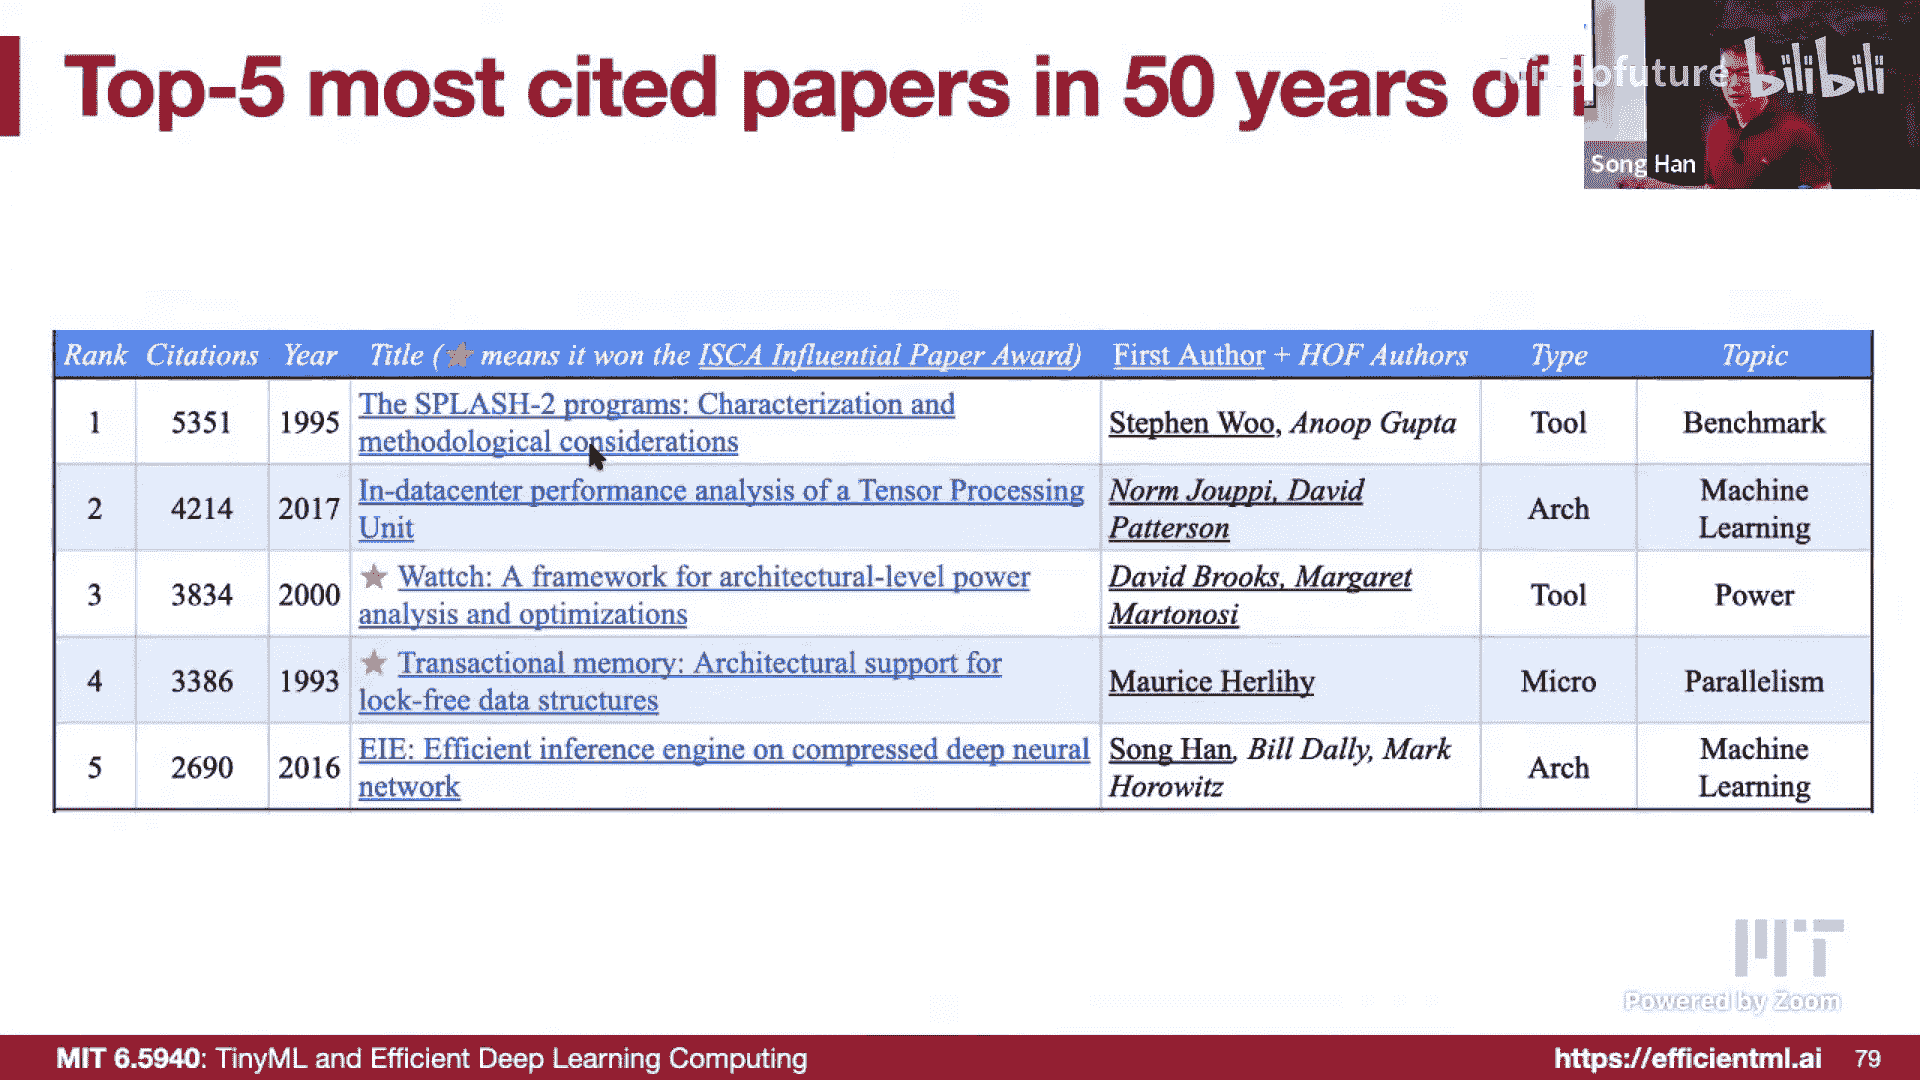 Top-5 most cited papers in 50 years of
bilibili
Song Han
Rank Citations Year Title (★ means it won the ISCA Influential Paper Award) First Author + HOF Authors Type Topic
1 5351 1995 The SPLASH-2 programs: Characterization and methodological considerations Stephen Woo, Anoop Gupta Tool Benchmark
2 4214 2017 In-datacenter performance analysis of a Tensor Processing Unit Norm Jouppi, David Patterson Arch Machine Learning
3 3834 2000 ★ Wattch: A framework for architectural-level power analysis and optimizations David Brooks, Margaret Martonosi Tool Power
4 3386 1993 ★ Transactional memory: Architectural support for lock-free data structures Maurice Herlihy Micro Parallelism
5 2690 2016 EIE: Efficient inference engine on compressed deep neural network Song Han, Bill Dally, Mark Horowitz Arch Machine Learning
MIT
Powered by Zoom
MIT 6.5940: TinyML and Efficient Deep Learning Computing
https://efficientml.ai 79